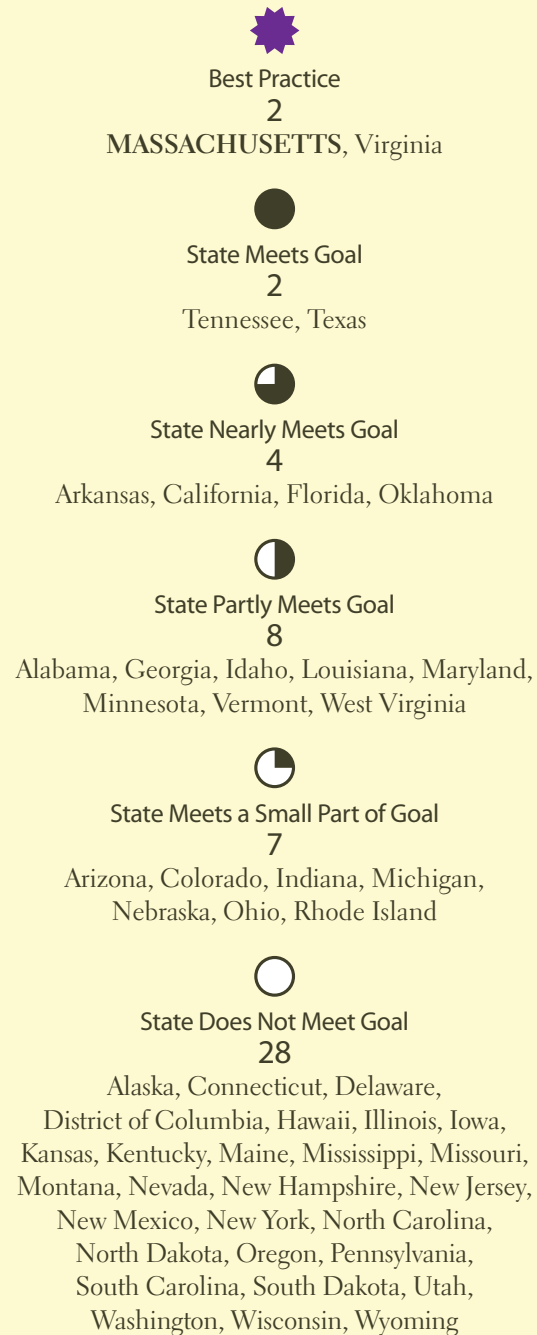 Best Practice
2
MASSACHUSETTS, Virginia
State Meets Goal
2
Tennessee, Texas
State Nearly Meets Goal
4
Arkansas, California, Florida, Oklahoma
State Partly Meets Goal
8
Alabama, Georgia, Idaho, Louisiana, Maryland,
Minnesota, Vermont, West Virginia
State Meets a Small Part of Goal
7
Arizona, Colorado, Indiana, Michigan,
Nebraska, Ohio, Rhode Island
State Does Not Meet Goal
28
Alaska, Connecticut, Delaware,
District of Columbia, Hawaii, Illinois, Iowa,
Kansas, Kentucky, Maine, Mississippi, Missouri,
Montana, Nevada, New Hampshire, New Jersey,
New Mexico, New York, North Carolina,
North Dakota, Oregon, Pennsylvania,
South Carolina, South Dakota, Utah,
Washington, Wisconsin, Wyoming